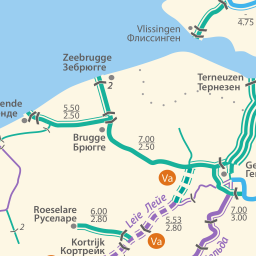 Vlissingen
Флиссинген
4.75
Zeebrugge
Зебрюгге
2
Terneuzen
Тернезен
ende
нде
5.50
2.50
2
Brugge
Брюгге
7.00
2.50
Va
Ge
Ге
Leie Лейе
Roeselare
Руселаре
6.00
2.80
5.53
2.80
7.00
3.00
Va
Kortrijk
Кортрейк
льда